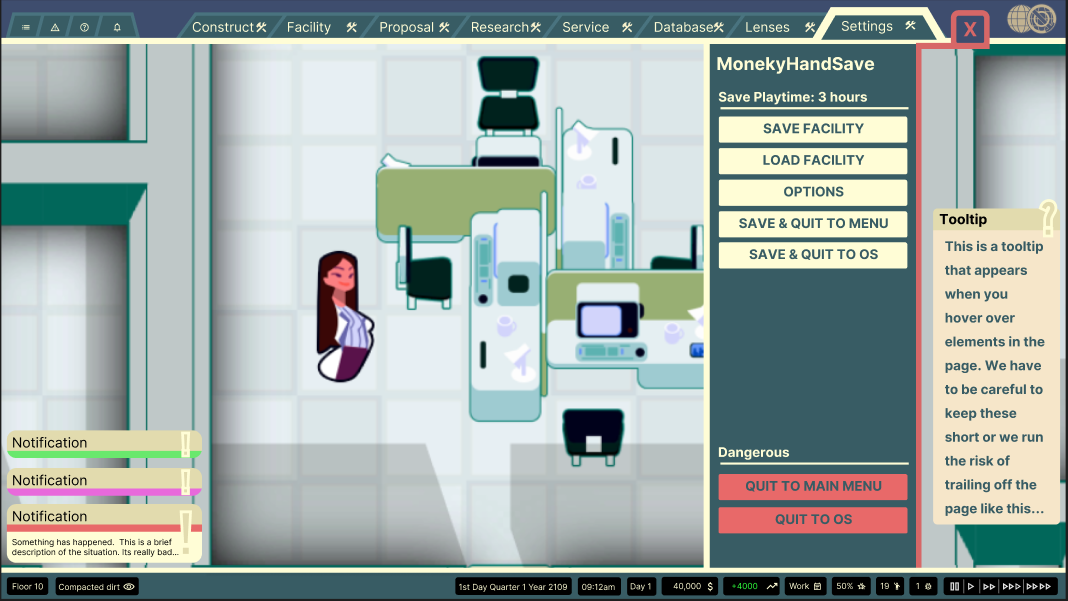 Construct
Facility
Proposal
Research
Service
Database
Lenses
Settings
X
MonekyHandSave
Save Playtime: 3 hours
SAVE FACILITY
LOAD FACILITY
OPTIONS
SAVE & QUIT TO MENU
SAVE & QUIT TO OS
Dangerous
QUIT TO MAIN MENU
QUIT TO OS
Tooltip
This is a tooltip
that appears
when you
hover over
elements in the
page. We have
to be careful to
keep these
short or we run
the risk of
trailing off the
page like this...
Notification
Notification
Notification
Something has happened. This is a brief
description of the situation. Its really bad...
Floor 10
Compacted dirt
1st Day Quarter 1 Year 2109
09:12am
Day 1
40,000 $
+4000
Work
50%
19
1